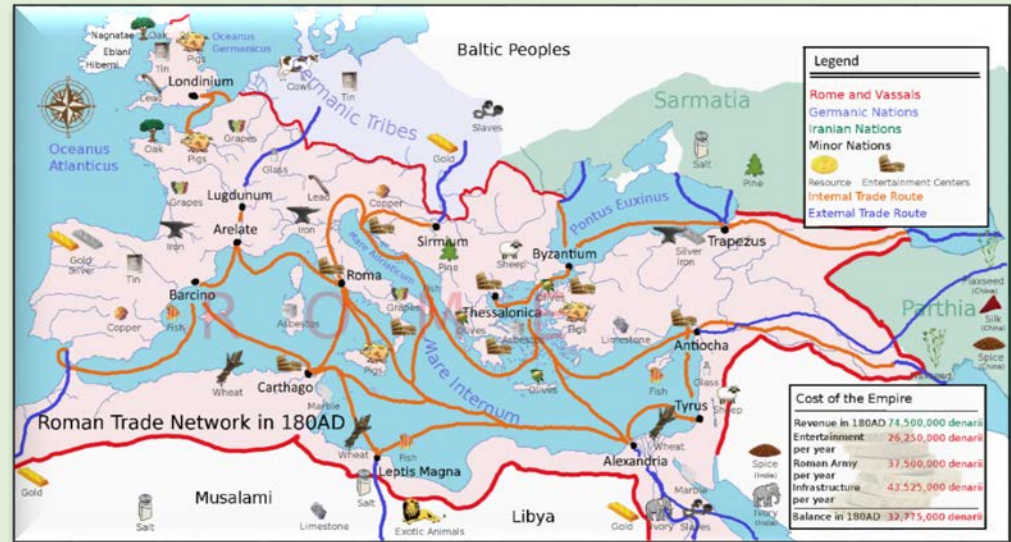 Nagnatae
Oak
Eblani
Hiberni
Oceanus
Germanicus
Pigs
Tin
Lead
Londinium
Baltic Peoples
Cows
Tin
Germanic Tribes
Slaves
Gold
Sarmatia
Salt
Pine
Oceanus
Atlanticus
Oak
Pigs
Grapes
Glass
Lugdunum
Grapes
Lead
Copper
Iron
Iron
Arelate
Sirmium
Pontus Euxinus
Trapezus
Silver
Iron
Sheep
Pine
Byzantium
Mare Adriaticum
Fish
Gold
Silver
Tin
Barcino
Roma
Fish
Asbestos
Grapes
Thessalonica
Olives
Olives
Asbestos
Pigs
Limestone
Antiocha
Copper
ROME
Pigs
Mare Internum
Olives
Fish
Glass
Wheat
Carthago
Marble
Tyrus
Sheep
Wheat
Roman Trade Network in 180AD
Wheat
Fish
Leptis Magna
Alexandria
Marble
Gold
Musalami
Salt
Salt
Limestone
Exotic Animals
Libya
Gold
Ivory
Slaves
Spice
(India)
Ivory
(India)
Parthia
Flaxseed
(China)
Silk
(China)
Spice
(China)
Legend
Rome and Vassals
Germanic Nations
Iranian Nations
Minor Nations
Resource Entertainment Centers
Internal Trade Route
External Trade Route
Cost of the Empire
Revenue in 180AD 74,500,000 denarii
Entertainment 26,250,000 denarii
per year
Roman Army 37,500,000 denarii
per year
Infrastructure 43.525,000 denarii
per year
Balance in 180AD 32,775,000 denarii